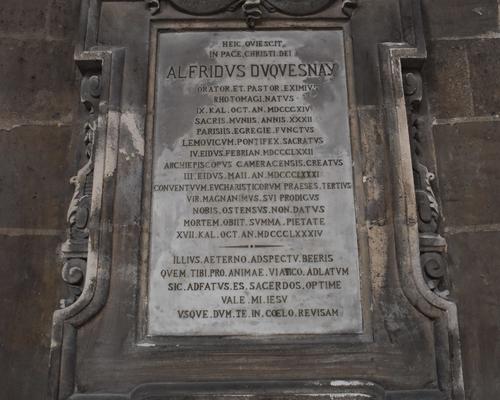 HEIC QVIESCIT
IN PACE CHRISTI DEI
ALFRIDVS DVQVESNAY
ORATOR.ET.PASTOR.EXIMIVS
RHOTOMAGI.NATVS
IX.KAL.OCT.AN.MDCCCXIV
SACRIS.MVNIIS.ANNIS.XXXII
PARISIIS.EGREGIE.FVNCTVS
LEMOVICVM.PONTIFEX.SACRATVS
IV.EIDVS.FEBRIAN.MDCCCLXXII
ARCHIEPISCOPVS.CAMERACENSIS.CREATVS
III.EIDVS.MAII.AN.MDCCCLXXXI
CONVENTVVM.EVCHARISTICORVM.PRAESES.TERTIVS
VIR.MAGNANIMVS.SVI.PRODIGVS
NOBIS.OSTENSVS.NON.DATVS
MORTEM.OBIIT.SVMMA.PIETATE
XVII.KAL.OCT.AN.MDCCCLXXXIV
ILLIVS.AETERNO.ADSPECTV.BEERIS
QVEM.TIBI.PRO.ANIMAE.VIATICO.ADLATVM
SIC.ADFATVS.ES.SACERDOS.OPTIME
VALE.MI.IESV
VSQVE.DVM.TE.IN.COELO.REVISAM